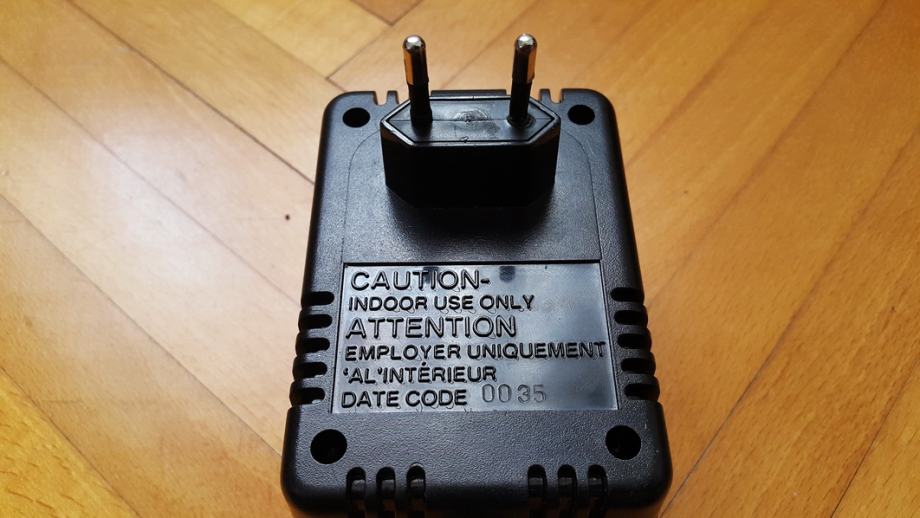 CAUTION-
INDOOR USE ONLY
ATTENTION
EMPLOYER UNIQUEMENT
'AL'INTÉRIEUR
DATE CODE 0035